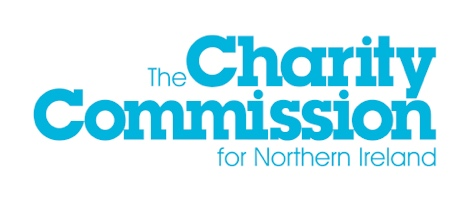 The Charity
Commission
for Northern Ireland